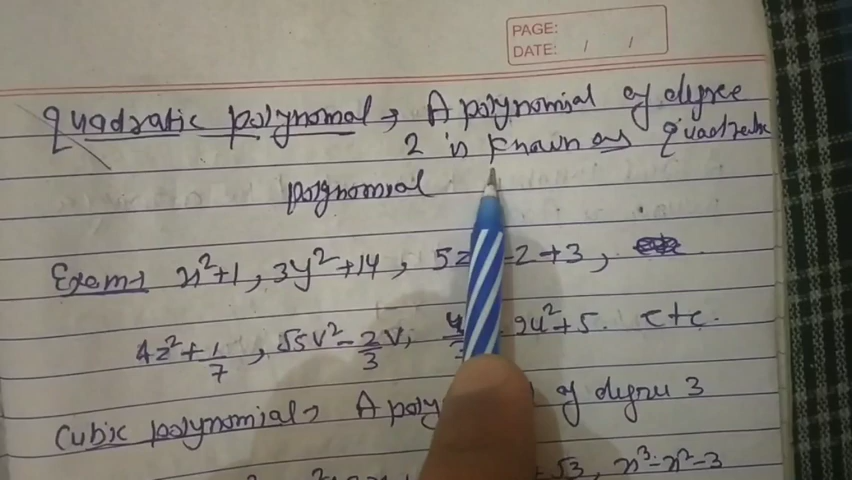 PAGE:
DATE: / /
Quadratic polynomal → A polynomial of degree
2 is known as Quadratic
polynomial
Exam→ x²+1, 3y²+14, 5z -2+3,
4z²+1/7, √5v²-2/3v, 9u²+5. etc.
Cubic polynomial→ A poly of degree 3
+√3, x³-x²-3